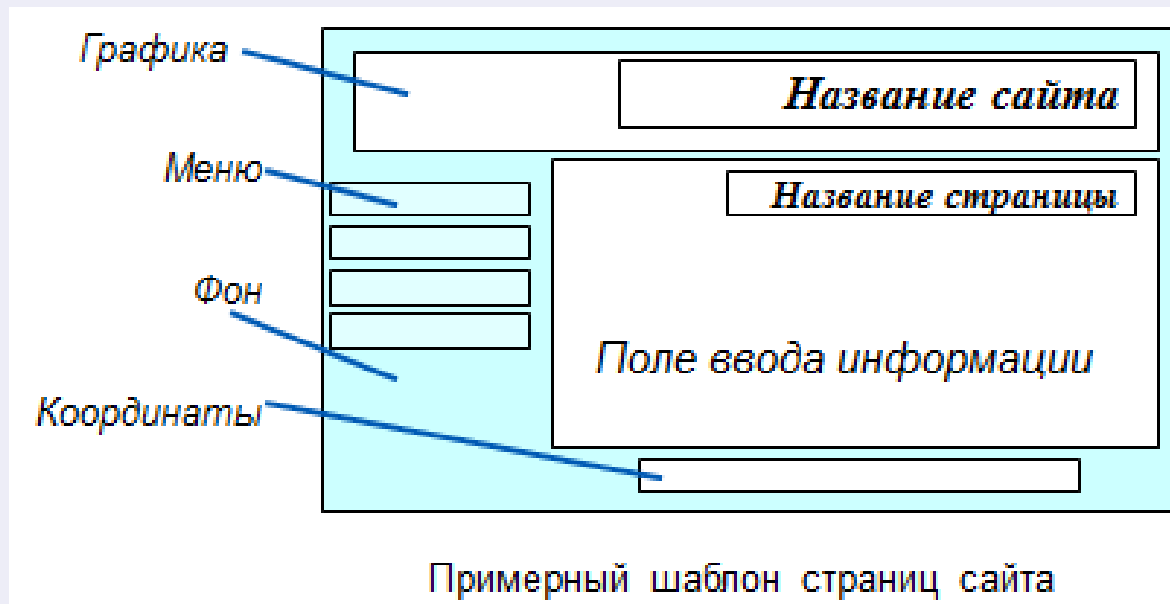 Графика
Название сайта
Меню
Название страницы
Фон
Поле ввода информации
Координаты
Примерный шаблон страниц сайта